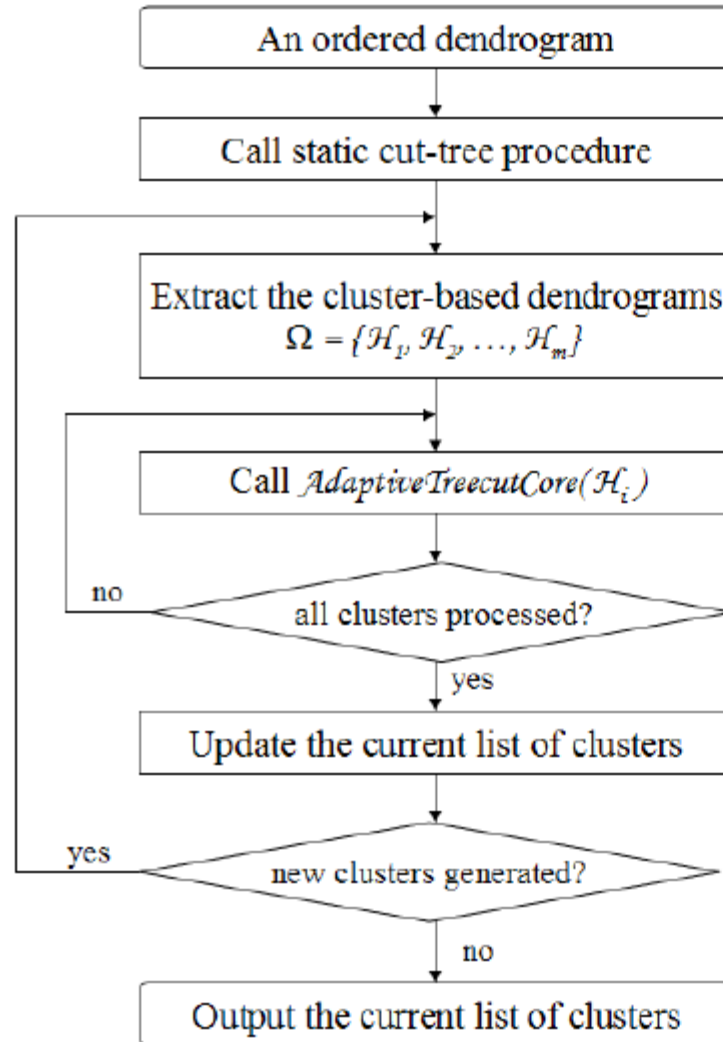 An ordered dendrogram
Call static cut-tree procedure
Extract the cluster-based dendrograms
Ω = {ℋ₁, ℋ₂, …, ℋₘ}
Call AdaptiveTreecutCore(ℋᵢ)
no
all clusters processed?
yes
Update the current list of clusters
yes
new clusters generated?
no
Output the current list of clusters